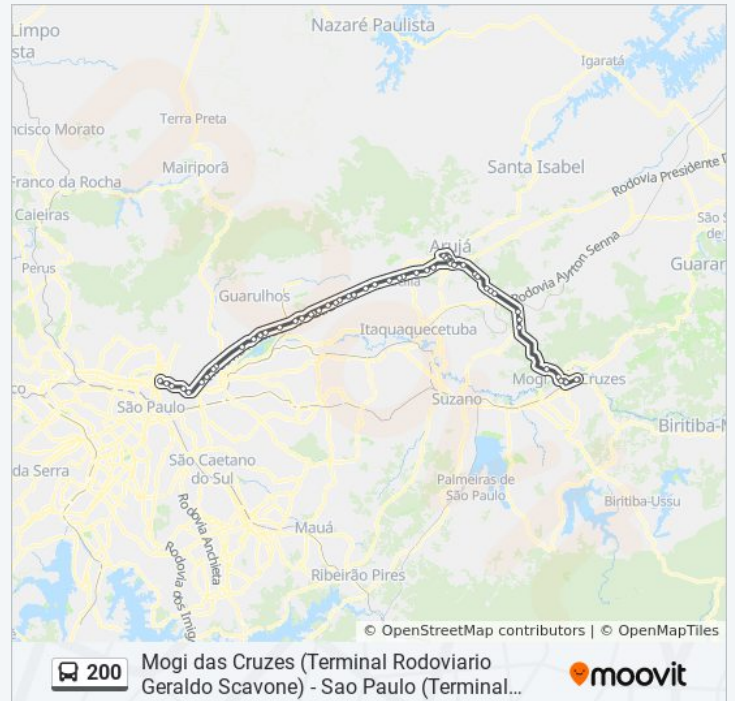 Limpo
sta
Nazaré Paulista
Igaratá
Terra Preta
ncisco Morato
Mairiporã
Santa Isabel
Franco da Rocha
Rodovia Presidente D
Caieiras
São S
de
Arujá
Perus
Rodovia Ayrton Senna
Guarar
Guarulhos
Itaquaquecetuba
Mogi
Cruzes
co
São Paulo
Suzano
Biritiba-M
da Serra
São Caetano
do Sul
Palmeiras de
São Paulo
Biritiba-Ussu
Rodovia Anchieta
Mauá
Rodovia dos Imig
Ribeirão Pires
© OpenStreetMap contributors | © OpenMapTiles
200
Mogi das Cruzes (Terminal Rodoviario
Geraldo Scavone) - Sao Paulo (Terminal...
moovit